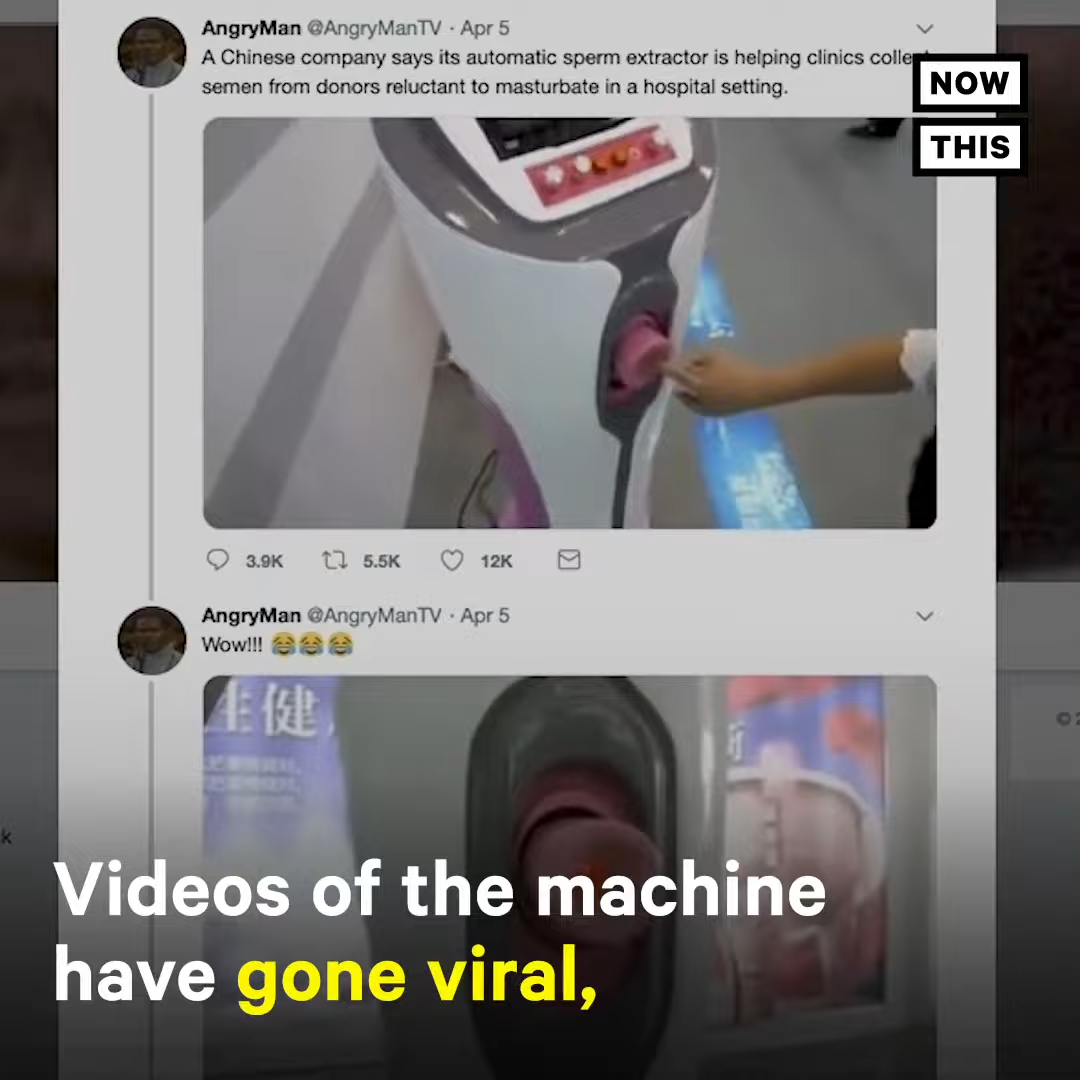 AngryMan @AngryManTV · Apr 5
A Chinese company says its automatic sperm extractor is helping clinics
semen from donors reluctant to masturbate in a hospital setting.
NOW
THIS
3.9K 5.5K 12K
AngryMan @AngryManTV · Apr 5
Wow!!! 😂😂😂
生健
Videos of the machine
have gone viral,